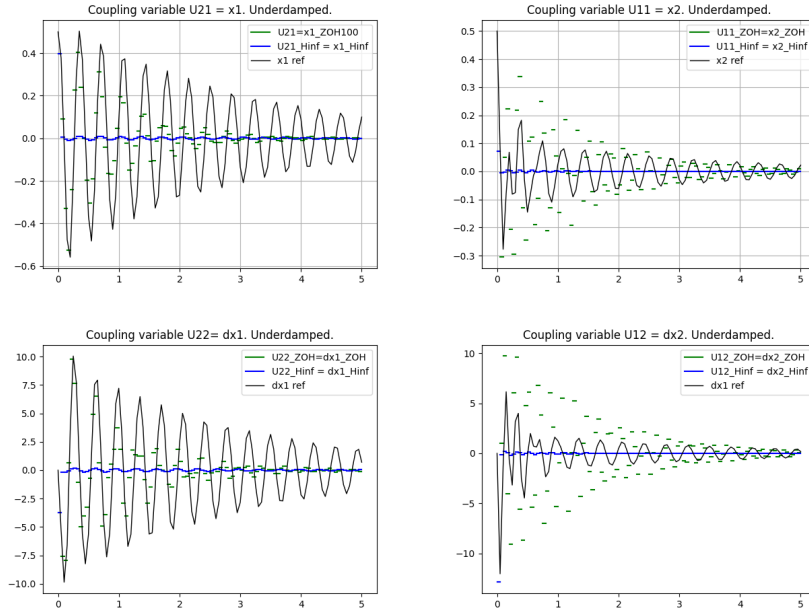 Coupling variable U21 = x1. Underdamped.
U21=x1_ZOH100
U21_Hinf = x1_Hinf
x1 ref
0.4
0.2
0.0
−0.2
−0.4
−0.6
0 1 2 3 4 5
Coupling variable U11 = x2. Underdamped.
U11_ZOH=x2_ZOH
U11_Hinf = x2_Hinf
x2 ref
0.5
0.4
0.3
0.2
0.1
0.0
−0.1
−0.2
−0.3
0 1 2 3 4 5
Coupling variable U22= dx1. Underdamped.
U22_ZOH=dx1_ZOH
U22_Hinf = dx1_Hinf
dx1 ref
10.0
7.5
5.0
2.5
0.0
−2.5
−5.0
−7.5
−10.0
0 1 2 3 4 5
Coupling variable U12 = dx2. Underdamped.
U12_ZOH=dx2_ZOH
U12_Hinf = dx2_Hinf
dx1 ref
10
5
0
−5
−10
0 1 2 3 4 5